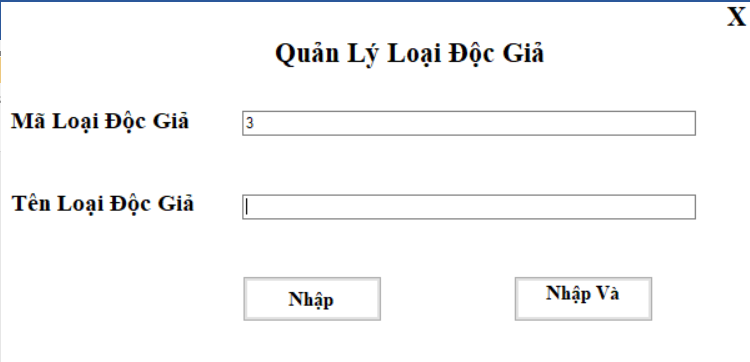 X
Quản Lý Loại Độc Giả
Mã Loại Độc Giả 3
Tên Loại Độc Giả
Nhập Nhập Và